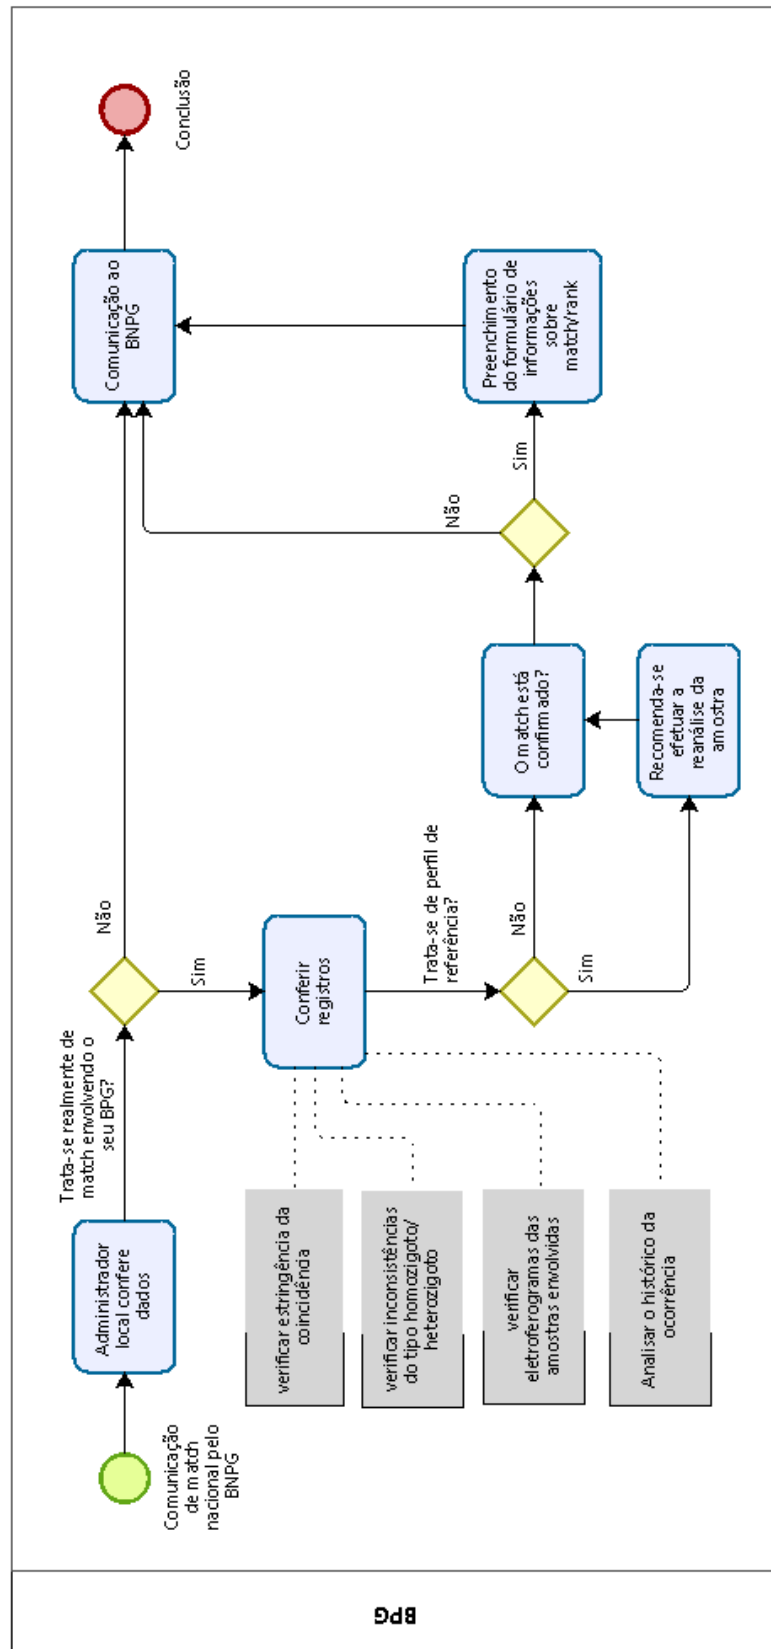 BPG
Comunicação
de match
nacional pelo
BNPG
Administrador
local confere
dados
Trata-se realmente de
match envolvendo o
seu BPG?
Não
Sim
Comunicação ao
BNPG
Conclusão
verificar estringência da
coincidência
verificar inconsistências
do tipo homozigoto/
heterozigoto
verificar
eletroferogramas das
amostras envolvidas
Analisar o histórico da
ocorrência
Conferir
registros
Trata-se de perfil de
referência?
Não
Sim
O match está
confirmado?
Recomenda-se
efetuar a
reanálise da
amostra
Não
Sim
Preenchimento
do formulário de
informações
sobre
match/rank